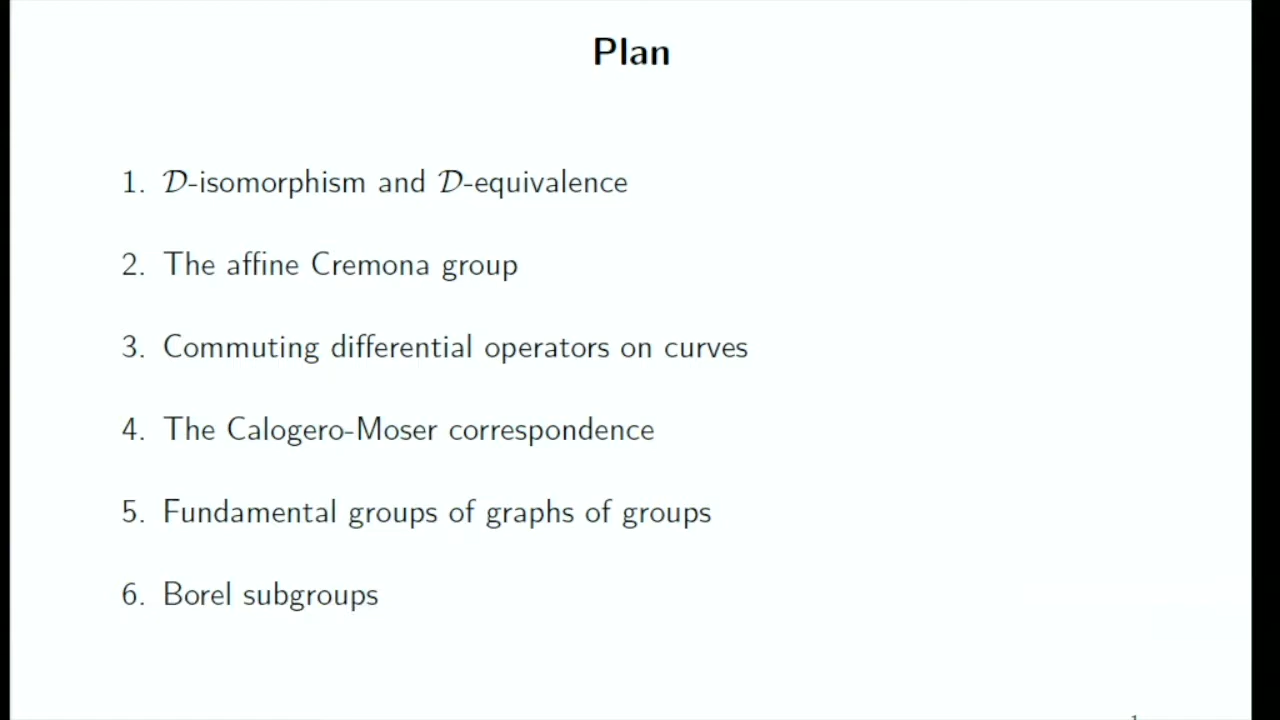 Plan
1. 𝒟-isomorphism and 𝒟-equivalence
2. The affine Cremona group
3. Commuting differential operators on curves
4. The Calogero-Moser correspondence
5. Fundamental groups of graphs of groups
6. Borel subgroups